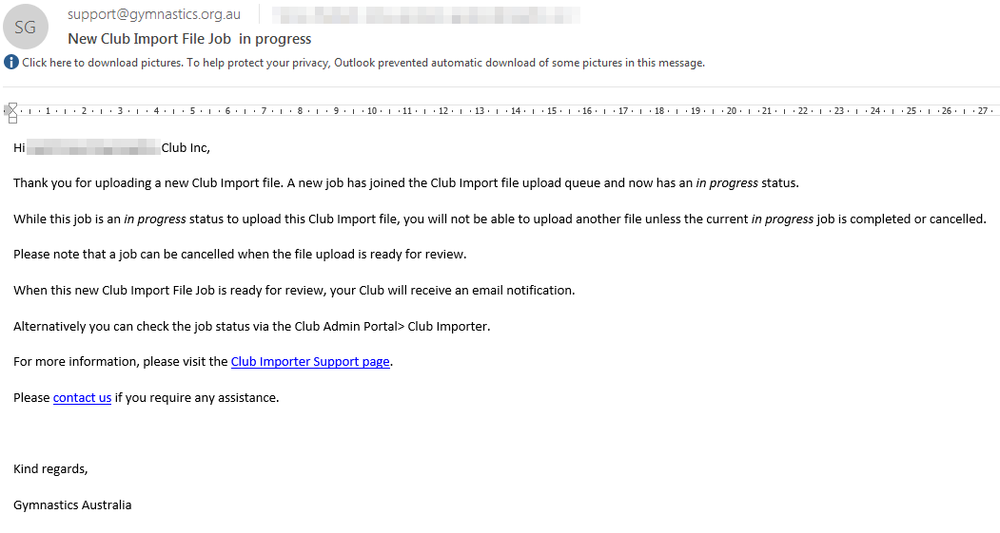 SG
support@gymnastics.org.au
New Club Import File Job  in progress
Click here to download pictures. To help protect your privacy, Outlook prevented automatic download of some pictures in this message.
1 2 3 4 5 6 7 8 9 10 11 12 13 14 15 16 17 18 19 20 21 22 23 24 25 26 27
Hi Club Inc,
Thank you for uploading a new Club Import file. A new job has joined the Club Import file upload queue and now has an in progress status.
While this job is an in progress status to upload this Club Import file, you will not be able to upload another file unless the current in progress job is completed or cancelled.
Please note that a job can be cancelled when the file upload is ready for review.
When this new Club Import File Job is ready for review, your Club will receive an email notification.
Alternatively you can check the job status via the Club Admin Portal> Club Importer.
For more information, please visit the Club Importer Support page.
Please contact us if you require any assistance.
Kind regards,
Gymnastics Australia